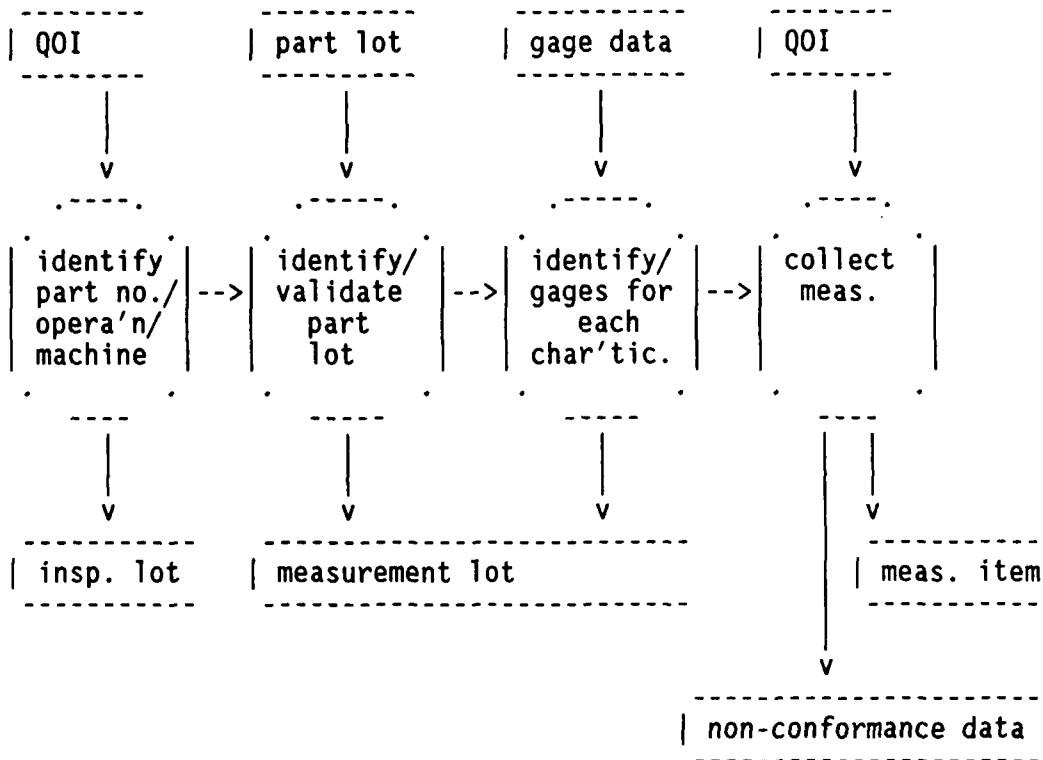 QOI
part lot
gage data
QOI
identify
part no./
opera'n/
machine
identify/
validate
part
lot
identify/
gages for
each
char'tic.
collect
meas.
insp. lot
measurement lot
meas. item
non-conformance data